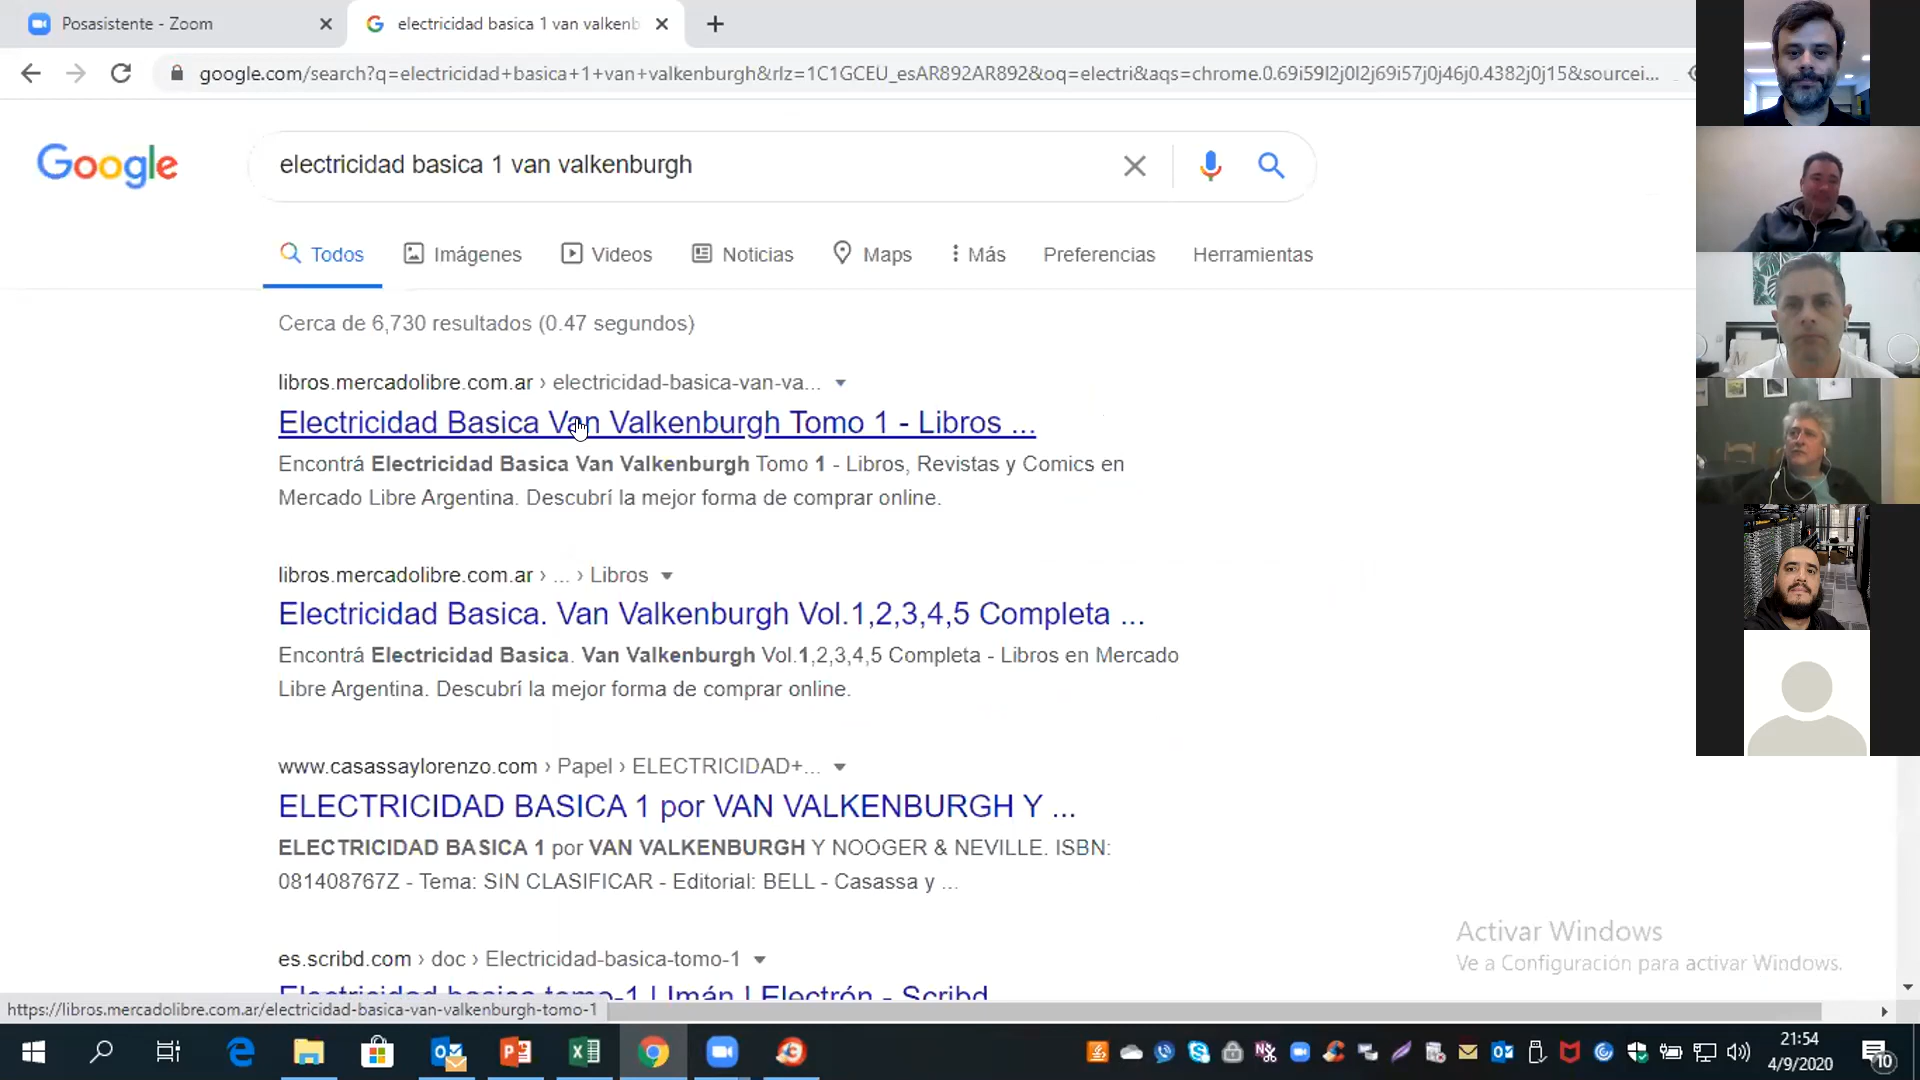 Posasistente - Zoom
electricidad basica 1 van valkenb
google.com/search?q=electricidad+basica+1+van+valkenburgh&rlz=1C1GCEU_esAR892AR892&oq=electri&aqs=chrome.0.69i59l2j0l2j69i57j0j46j0.4382j0j15&sourcei...
Google
electricidad basica 1 van valkenburgh
Todos
Imágenes
Videos
Noticias
Maps
Más
Preferencias
Herramientas
Cerca de 6,730 resultados (0.47 segundos)
libros.mercadolibre.com.ar › electricidad-basica-van-va...
Electricidad Basica Van Valkenburgh Tomo 1 - Libros ...
Encontrá Electricidad Basica Van Valkenburgh Tomo 1 - Libros, Revistas y Comics en
Mercado Libre Argentina. Descubrí la mejor forma de comprar online.
libros.mercadolibre.com.ar › ... › Libros
Electricidad Basica. Van Valkenburgh Vol.1,2,3,4,5 Completa ...
Encontrá Electricidad Basica. Van Valkenburgh Vol.1,2,3,4,5 Completa - Libros en Mercado
Libre Argentina. Descubrí la mejor forma de comprar online.
www.casassaylorenzo.com › Papel › ELECTRICIDAD+...
ELECTRICIDAD BASICA 1 por VAN VALKENBURGH Y ...
ELECTRICIDAD BASICA 1 por VAN VALKENBURGH Y NOOGER & NEVILLE. ISBN:
081408767Z - Tema: SIN CLASIFICAR - Editorial: BELL - Casassa y ...
Activar Windows
Ve a Configuración para activar Windows.
es.scribd.com › doc › Electricidad-basica-tomo-1
Electricidad basica tomo-1 | Imán | Electrón - Scribd
https://libros.mercadolibre.com.ar/electricidad-basica-van-valkenburgh-tomo-1
21:54
4/9/2020
10